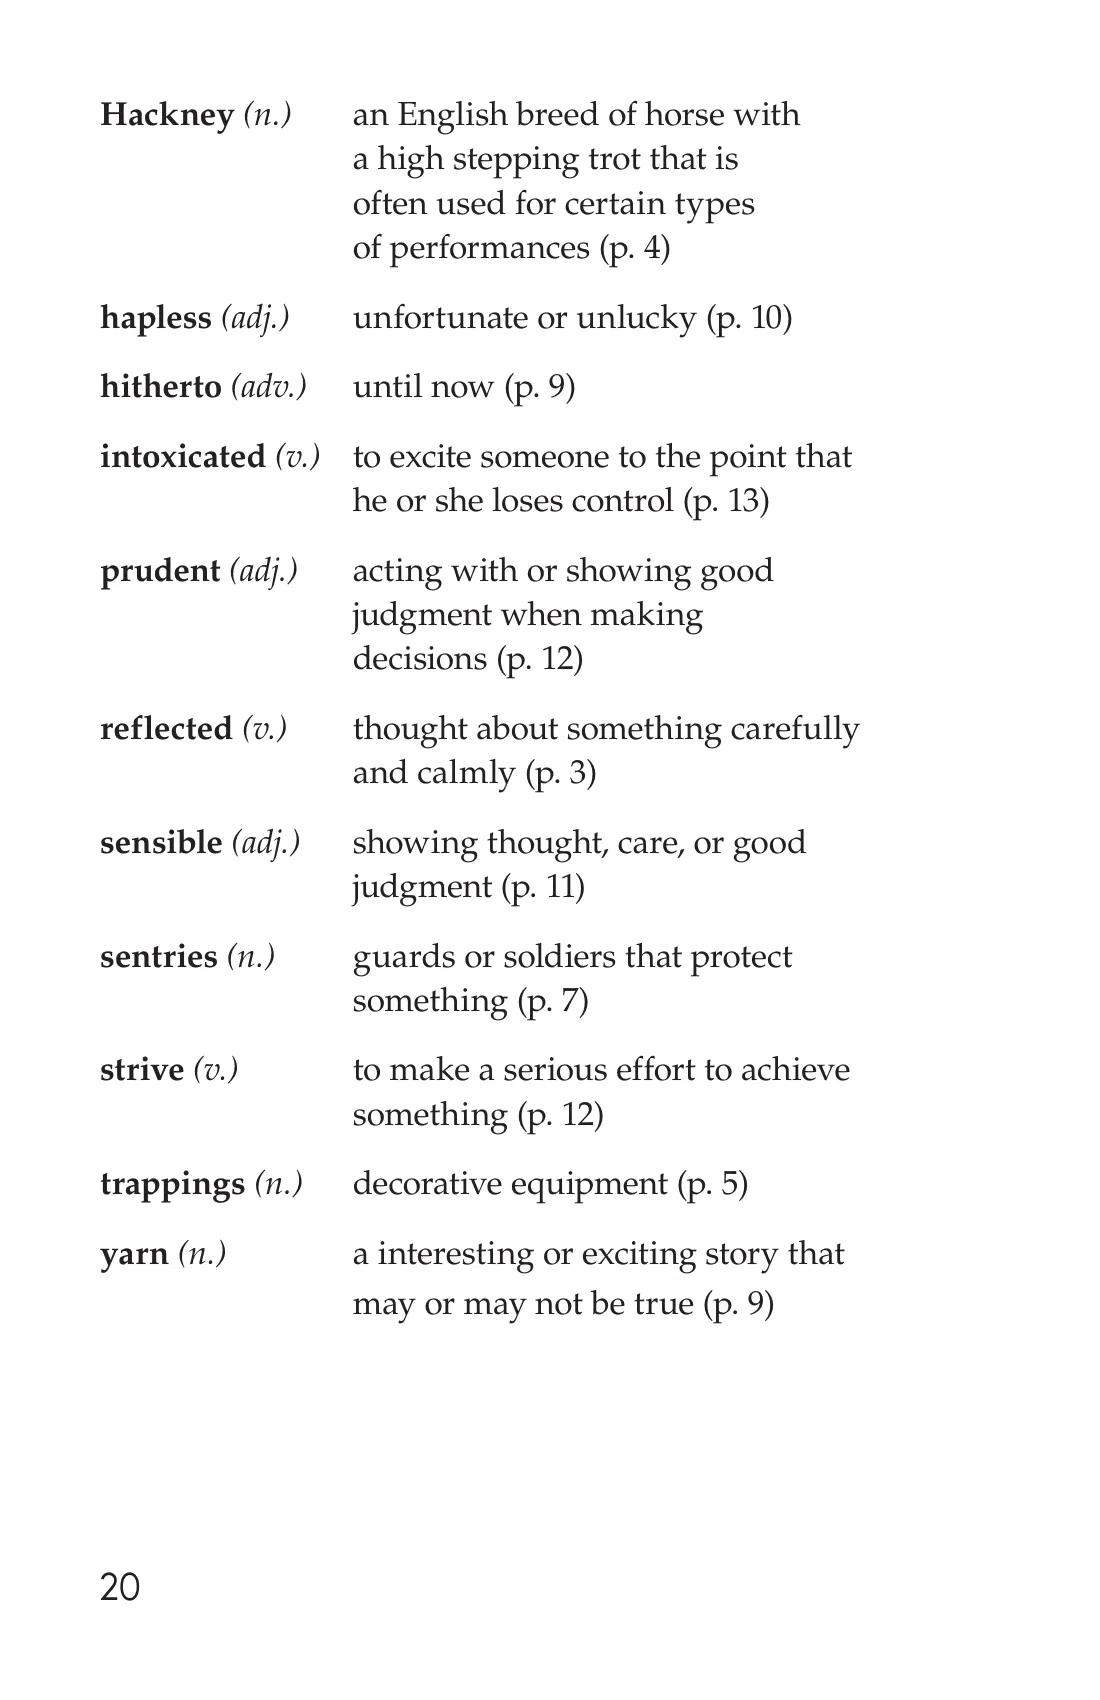 Hackney (n.) an English breed of horse with
a high stepping trot that is
often used for certain types
of performances (p. 4)
hapless (adj.) unfortunate or unlucky (p. 10)
hitherto (adv.) until now (p. 9)
intoxicated (v.) to excite someone to the point that
he or she loses control (p. 13)
prudent (adj.) acting with or showing good
judgment when making
decisions (p. 12)
reflected (v.) thought about something carefully
and calmly (p. 3)
sensible (adj.) showing thought, care, or good
judgment (p. 11)
sentries (n.) guards or soldiers that protect
something (p. 7)
strive (v.) to make a serious effort to achieve
something (p. 12)
trappings (n.) decorative equipment (p. 5)
yarn (n.) a interesting or exciting story that
may or may not be true (p. 9)
20